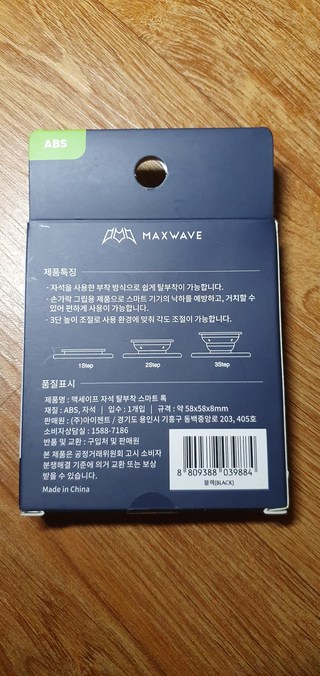 ABS
MAXWAVE
제품특징
· 자석을 사용한 부착 방식으로 쉽게 탈부착이 가능합니다.
· 손가락 그립용 제품으로 스마트 기기의 낙하를 예방하고, 거치할 수
있어 편하게 사용이 가능합니다.
· 3단 높이 조절로 사용 환경에 맞춰 각도 조절이 가능합니다.
1Step 2Step 3Step
품질표시
제품명 : 맥세이프 자석 탈부착 스마트 톡
재질 : ABS, 자석 | 입수 : 1개입 | 규격 : 약 58x58x8mm
판매원 : (주)아이젠트 / 경기도 용인시 기흥구 동백중앙로 203, 405호
소비자상담실 : 1588-7186
반품 및 교환 : 구입처 및 판매원
본 제품은 공정거래위원회 고시 소비자
분쟁해결 기준에 의거 교환 또는 보상
받을 수 있습니다.
Made in China
8 809388 039884
블랙(BLACK)